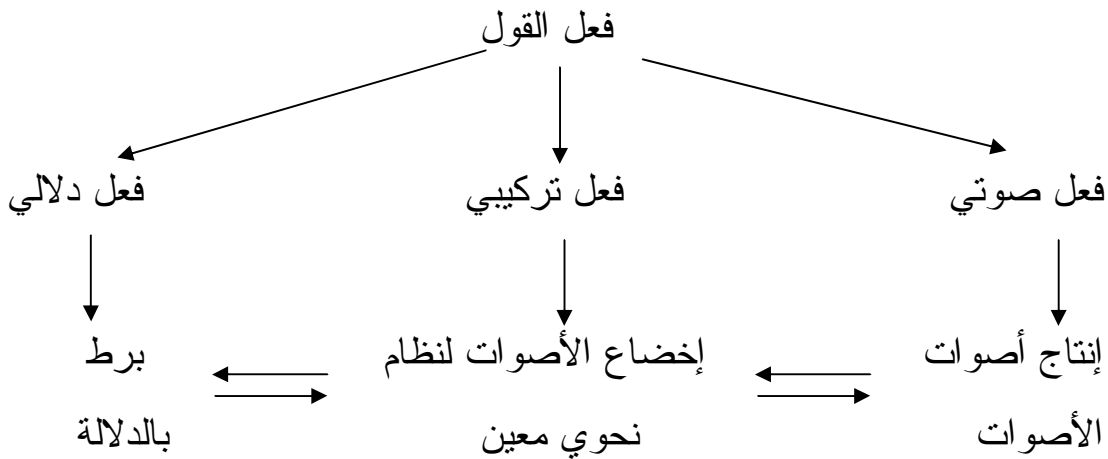 فعل القول
فعل صوتي
فعل تركيبي
فعل دلالي
إنتاج أصوات
الأصوات
إخضاع الأصوات لنظام
نحوي معين
برط
بالدلالة